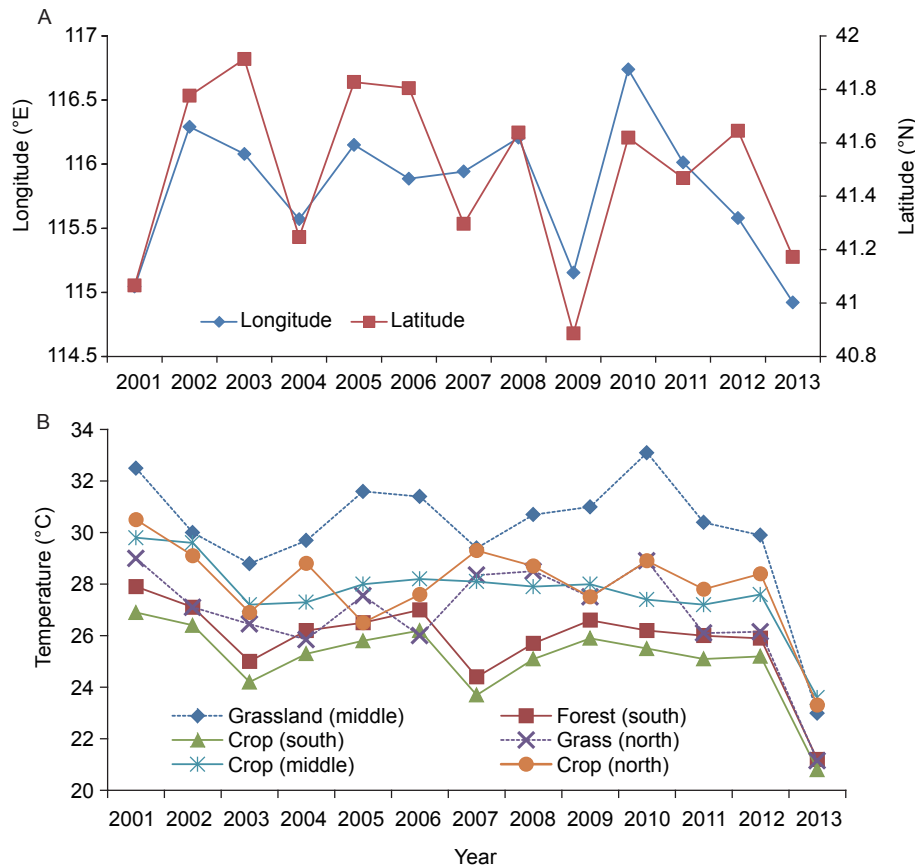 A
117 42
116.5 41.8
116 41.6
115.5 41.4
115 41.2
114.5 41
40.8
Longitude (°E)
Latitude (°N)
Longitude Latitude
2001 2002 2003 2004 2005 2006 2007 2008 2009 2010 2011 2012 2013
B
34
32
30
28
26
24
22
20
Temperature (° C)
Grassland (middle) Forest (south)
Crop (south) Grass (north)
Crop (middle) Crop (north)
2001 2002 2003 2004 2005 2006 2007 2008 2009 2010 2011 2012 2013
Year